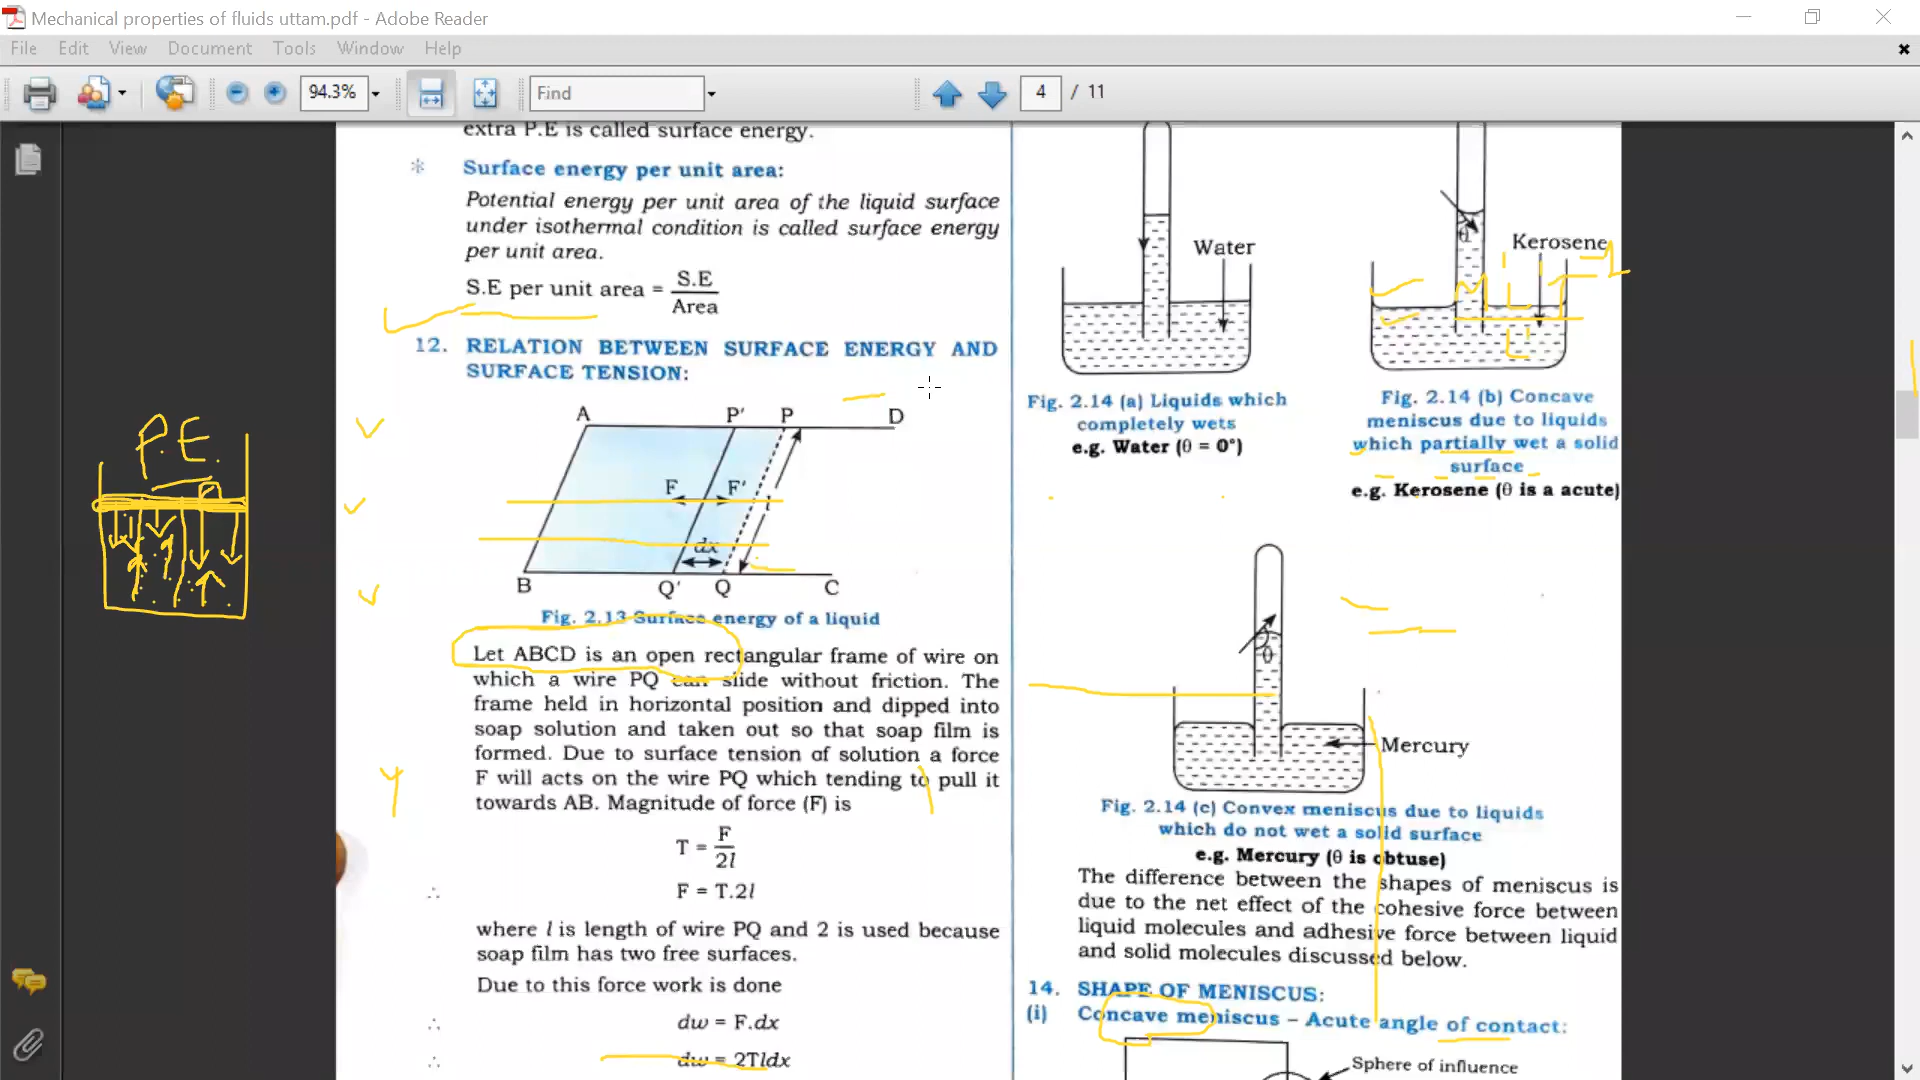 Mechanical properties of fluids uttam.pdf - Adobe Reader
File Edit View Document Tools Window Help
94.3% Find 4 / 11
extra P.E is called surface energy.
* Surface energy per unit area:
Potential energy per unit area of the liquid surface
under isothermal condition is called surface energy
per unit area.
S.E per unit area = S.E / Area
12. RELATION BETWEEN SURFACE ENERGY AND
SURFACE TENSION:
A P' P D
F F' l
dx
B Q' Q C
Fig. 2.13 Surface energy of a liquid
Let ABCD is an open rectangular frame of wire on
which a wire PQ can slide without friction. The
frame held in horizontal position and dipped into
soap solution and taken out so that soap film is
formed. Due to surface tension of solution a force
F will acts on the wire PQ which tending to pull it
towards AB. Magnitude of force (F) is
T = F / 2l
∴ F = T.2l
where l is length of wire PQ and 2 is used because
soap film has two free surfaces.
Due to this force work is done
∴ dw = F.dx
∴ dw = 2Tldx
P.E.
Water
Fig. 2.14 (a) Liquids which
completely wets
e.g. Water (θ = 0°)
θ
Kerosene
M L T
L
Fig. 2.14 (b) Concave
meniscus due to liquids
which partially wet a solid
surface
e.g. Kerosene (θ is a acute)
θ
Mercury
Fig. 2.14 (c) Convex meniscus due to liquids
which do not wet a solid surface
e.g. Mercury (θ is obtuse)
The difference between the shapes of meniscus is
due to the net effect of the cohesive force between
liquid molecules and adhesive force between liquid
and solid molecules discussed below.
14. SHAPE OF MENISCUS:
(i) Concave meniscus – Acute angle of contact:
Sphere of influence